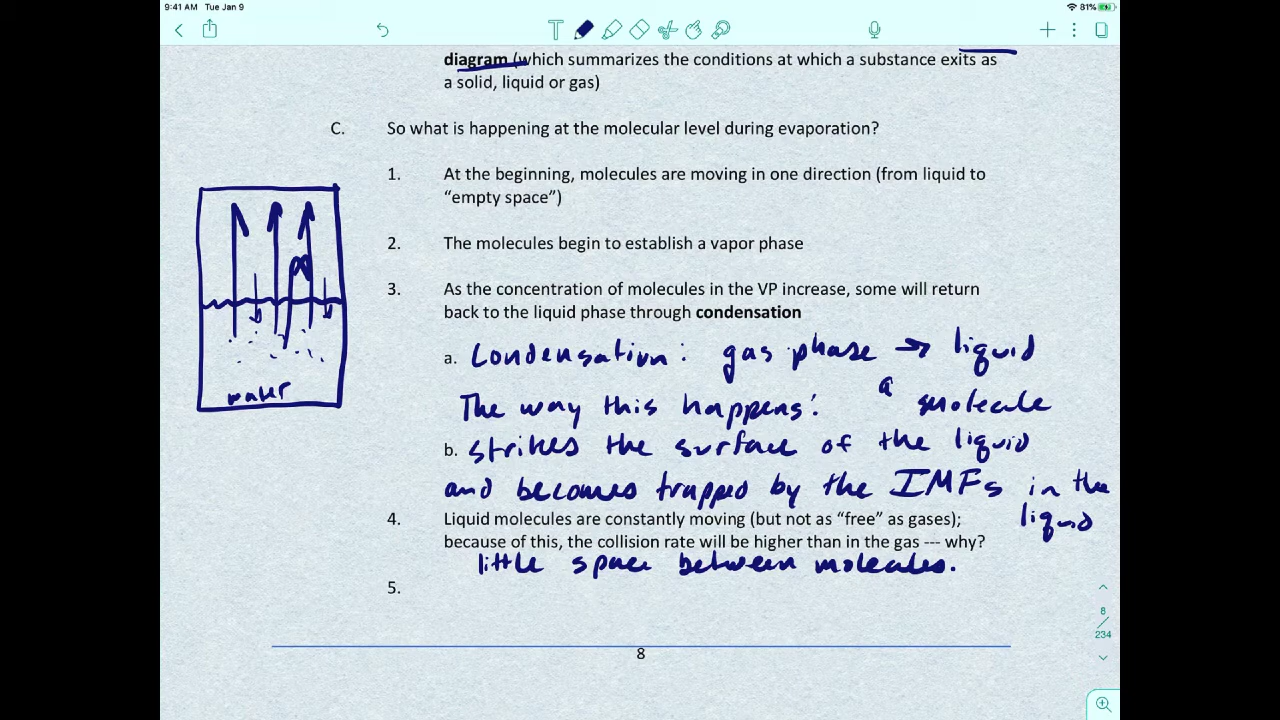 9:41 AM Tue Jan 9
81%
diagram (which summarizes the conditions at which a substance exits as
a solid, liquid or gas)
C. So what is happening at the molecular level during evaporation?
1. At the beginning, molecules are moving in one direction (from liquid to
“empty space”)
2. The molecules begin to establish a vapor phase
3. As the concentration of molecules in the VP increase, some will return
back to the liquid phase through condensation
a. Condensation: gas phase → liquid
The way this happens: a molecule
b. strikes the surface of the liquid
and becomes trapped by the IMFs in the
liquid
4. Liquid molecules are constantly moving (but not as “free” as gases);
because of this, the collision rate will be higher than in the gas --- why?
little space between molecules.
5.
water
8
8
/
234
T